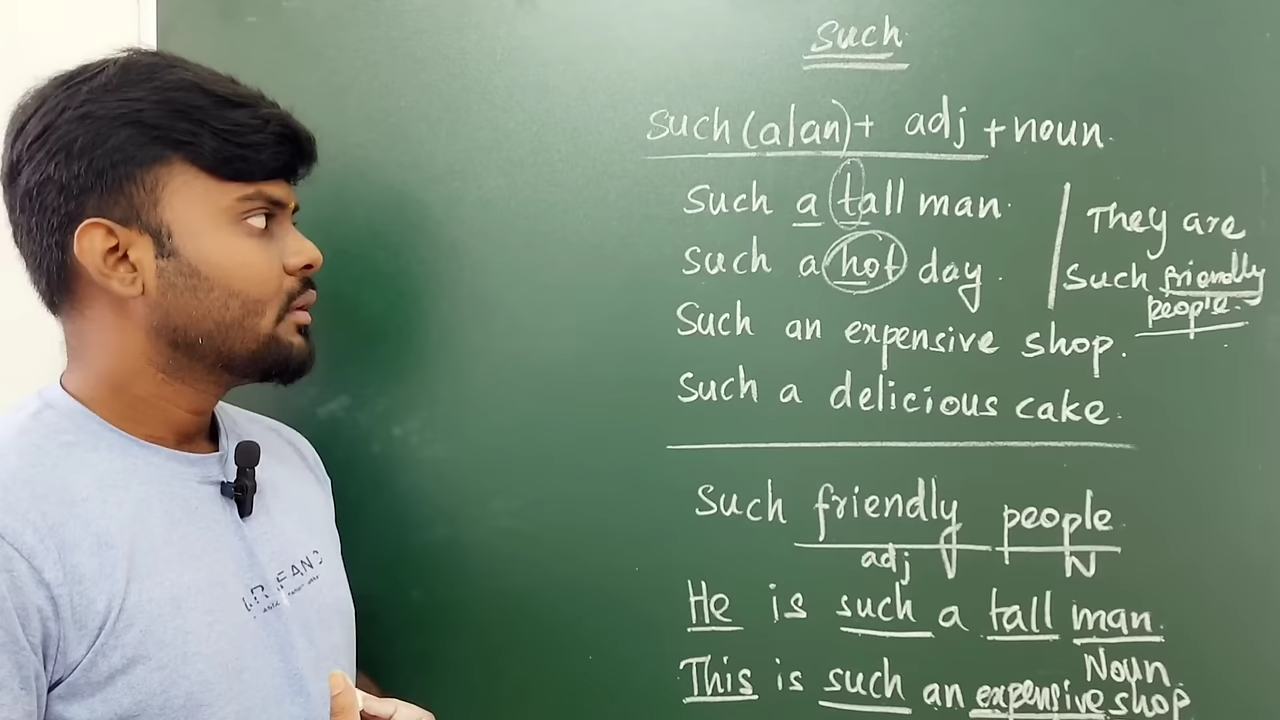 such
such (a/an) + adj + noun.
Such a tall man.
Such a hot day.
Such an expensive shop.
Such a delicious cake.
They are
such friendly
people.
Such friendly people.
adj N
He is such a tall man.
Noun.
This is such an expensive shop